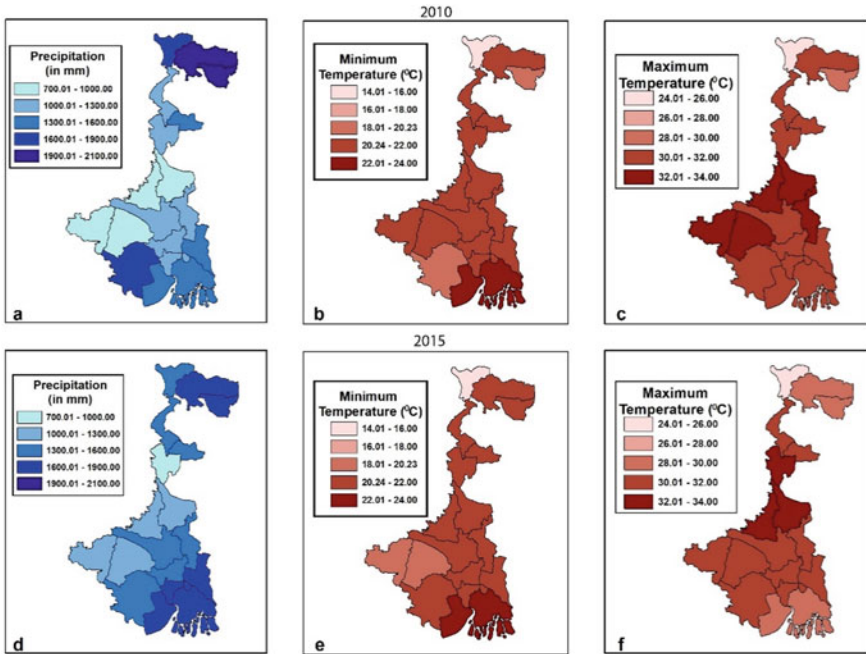 2010
Precipitation
(in mm)
700.01 - 1000.00
1000.01 - 1300.00
1300.01 - 1600.00
1600.01 - 1900.00
1900.01 - 2100.00
a
Minimum
Temperature (⁰C)
14.01 - 16.00
16.01 - 18.00
18.01 - 20.23
20.24 - 22.00
22.01 - 24.00
b
Maximum
Temperature (⁰C)
24.01 - 26.00
26.01 - 28.00
28.01 - 30.00
30.01 - 32.00
32.01 - 34.00
c
2015
Precipitation
(in mm)
700.01 - 1000.00
1000.01 - 1300.00
1300.01 - 1600.00
1600.01 - 1900.00
1900.01 - 2100.00
d
Minimum
Temperature (⁰C)
14.01 - 16.00
16.01 - 18.00
18.01 - 20.23
20.24 - 22.00
22.01 - 24.00
e
Maximum
Temperature (⁰C)
24.01 - 26.00
26.01 - 28.00
28.01 - 30.00
30.01 - 32.00
32.01 - 34.00
f